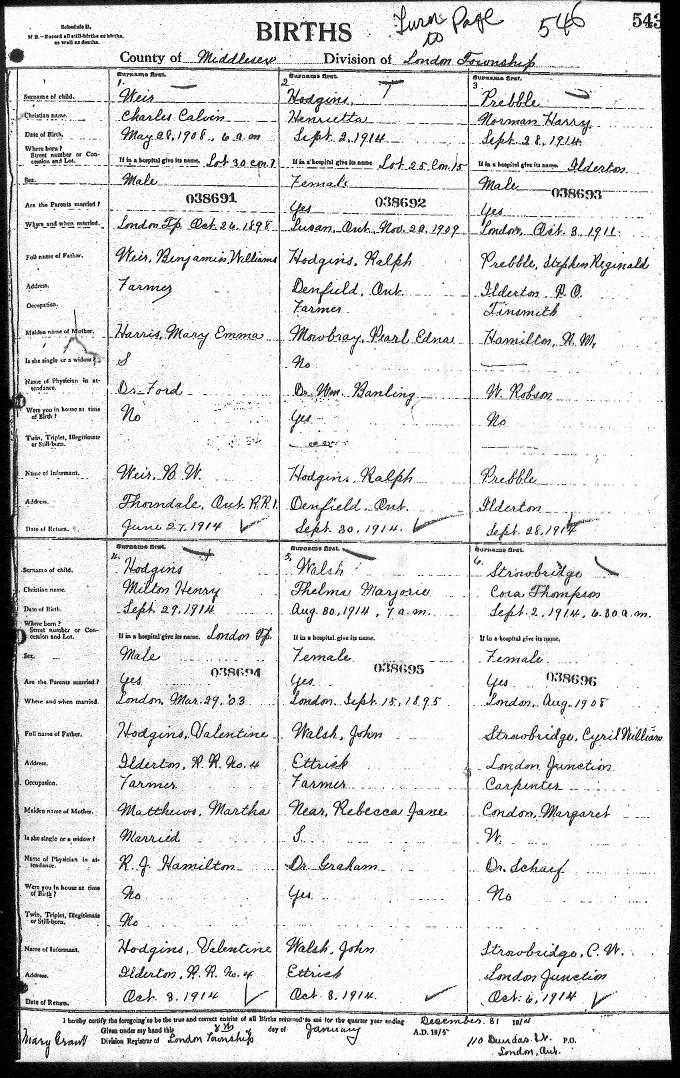 Schedule B.
N B.—Record all still-births as births, as well as deaths.
BIRTHS
Turn Page to 546
543
County of Middlesex Division of London Township
Surname first.
1.
Surname of child. Weir
Christian name. Charles Calvin
Date of Birth. May 28, 1908, 6 a.m
Where born? Street number or Concession and Lot. If in a hospital give its name. Lot 30 con.
Sex. Male
038691
Are the Parents married?
Where and when married. London Tp. Oct 26, 1898
Full name of Father. Weir, Benjamin Williams
Address. Farmer
Occupation.
Maiden name of Mother. Harris, Mary Emma
Is she single or a widow? S
Name of Physician in attendance. Dr. Ford
Were you in house at time of Birth? No
Twin, Triplet, Illegitimate or Still-born.
Name of Informant. Weir, B. W.
Address. Thorndale, Ont. R.R.1.
Date of Return. June 27, 1914
Surname first.
2.
Hodgins,
Henrietta
Sept. 2, 1914
If in a hospital give its name Lot 25 Con. 15
Female
038692
Yes
Susan, Ont., Nov. 20, 1909
Hodgins, Ralph
Denfield, Ont.
Farmer
Mowbray, Pearl Edna
No
Dr. Wm. Banting
Yes
Hodgins, Ralph
Denfield, Ont.
Sept. 30, 1914.
Surname first.
3
Prebble
Norman Harry
Sept. 28, 1914
If in a hospital give its name. Ilderton
Male
038693
Yes
London, Oct. 8, 1911.
Prebble, Stephen Reginald
Ilderton P.O.
Tinsmith
Hamilton, N. M.
W. Robson
No
Prebble
Ilderton
Sept. 28, 1914
Surname first.
4.
Surname of child. Hodgins
Christian name. Milton Henry
Date of Birth. Sept. 29, 1914
Where born? Street number or Concession and Lot. If in a hospital give its name. London Tp.
Sex. Male
038694
Are the Parents married? Yes
Where and when married. London, Mar. 29, '03
Full name of Father. Hodgins, Valentine
Address. Ilderton, R. R. No. 4
Occupation. Farmer
Maiden name of Mother. Matthews, Martha
Is she single or a widow? Married
Name of Physician in attendance. R. J. Hamilton
Were you in house at time of Birth? No
Twin, Triplet, Illegitimate or Still-born. No
Name of Informant. Hodgins, Valentine
Address. Ilderton, R. R. No. 4
Date of Return. Oct. 8, 1914
Surname first.
5.
Walsh
Thelma Marjorie
Aug. 30, 1914, 7 a.m.
If in a hospital give its name.
Female
038695
Yes
London, Sept. 15, 1895
Walsh, John
Ettrick
Farmer
Near, Rebecca Jane
S.
Dr. Graham
Yes
Walsh, John
Ettrick
Oct. 8, 1914.
Surname first.
6.
Strowbridge
Cora Thompson
Sept. 2, 1914, 6.30 a.m.
If in a hospital give its name.
Female
038696
Yes
London, Aug. 1908
Strowbridge, Cyril William
London Junction
Carpenter
Condon, Margaret
W.
Dr. Schaef
No
Strowbridge, C. W.
London Junction
Oct. 6, 1914
I hereby certify the foregoing to be the true and correct entries of all Births returned to me for the quarter year ending December 31 1914
Given under my hand this 8th day of January A.D. 1915
Mary Grant Division Registrar of London Township 110 Dundas St. P.O.
London, Ont.